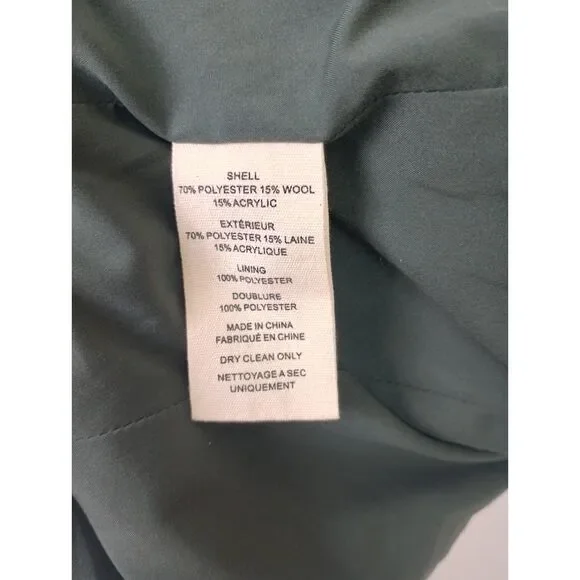 SHELL
70% POLYESTER 15% WOOL
15% ACRYLIC
EXTÉRIEUR
70% POLYESTER 15% LAINE
15% ACRYLIQUE
LINING
100% POLYESTER
DOUBLURE
100% POLYESTER
MADE IN CHINA
FABRIQUÉ EN CHINE
DRY CLEAN ONLY
NETTOYAGE A SEC
UNIQUEMENT